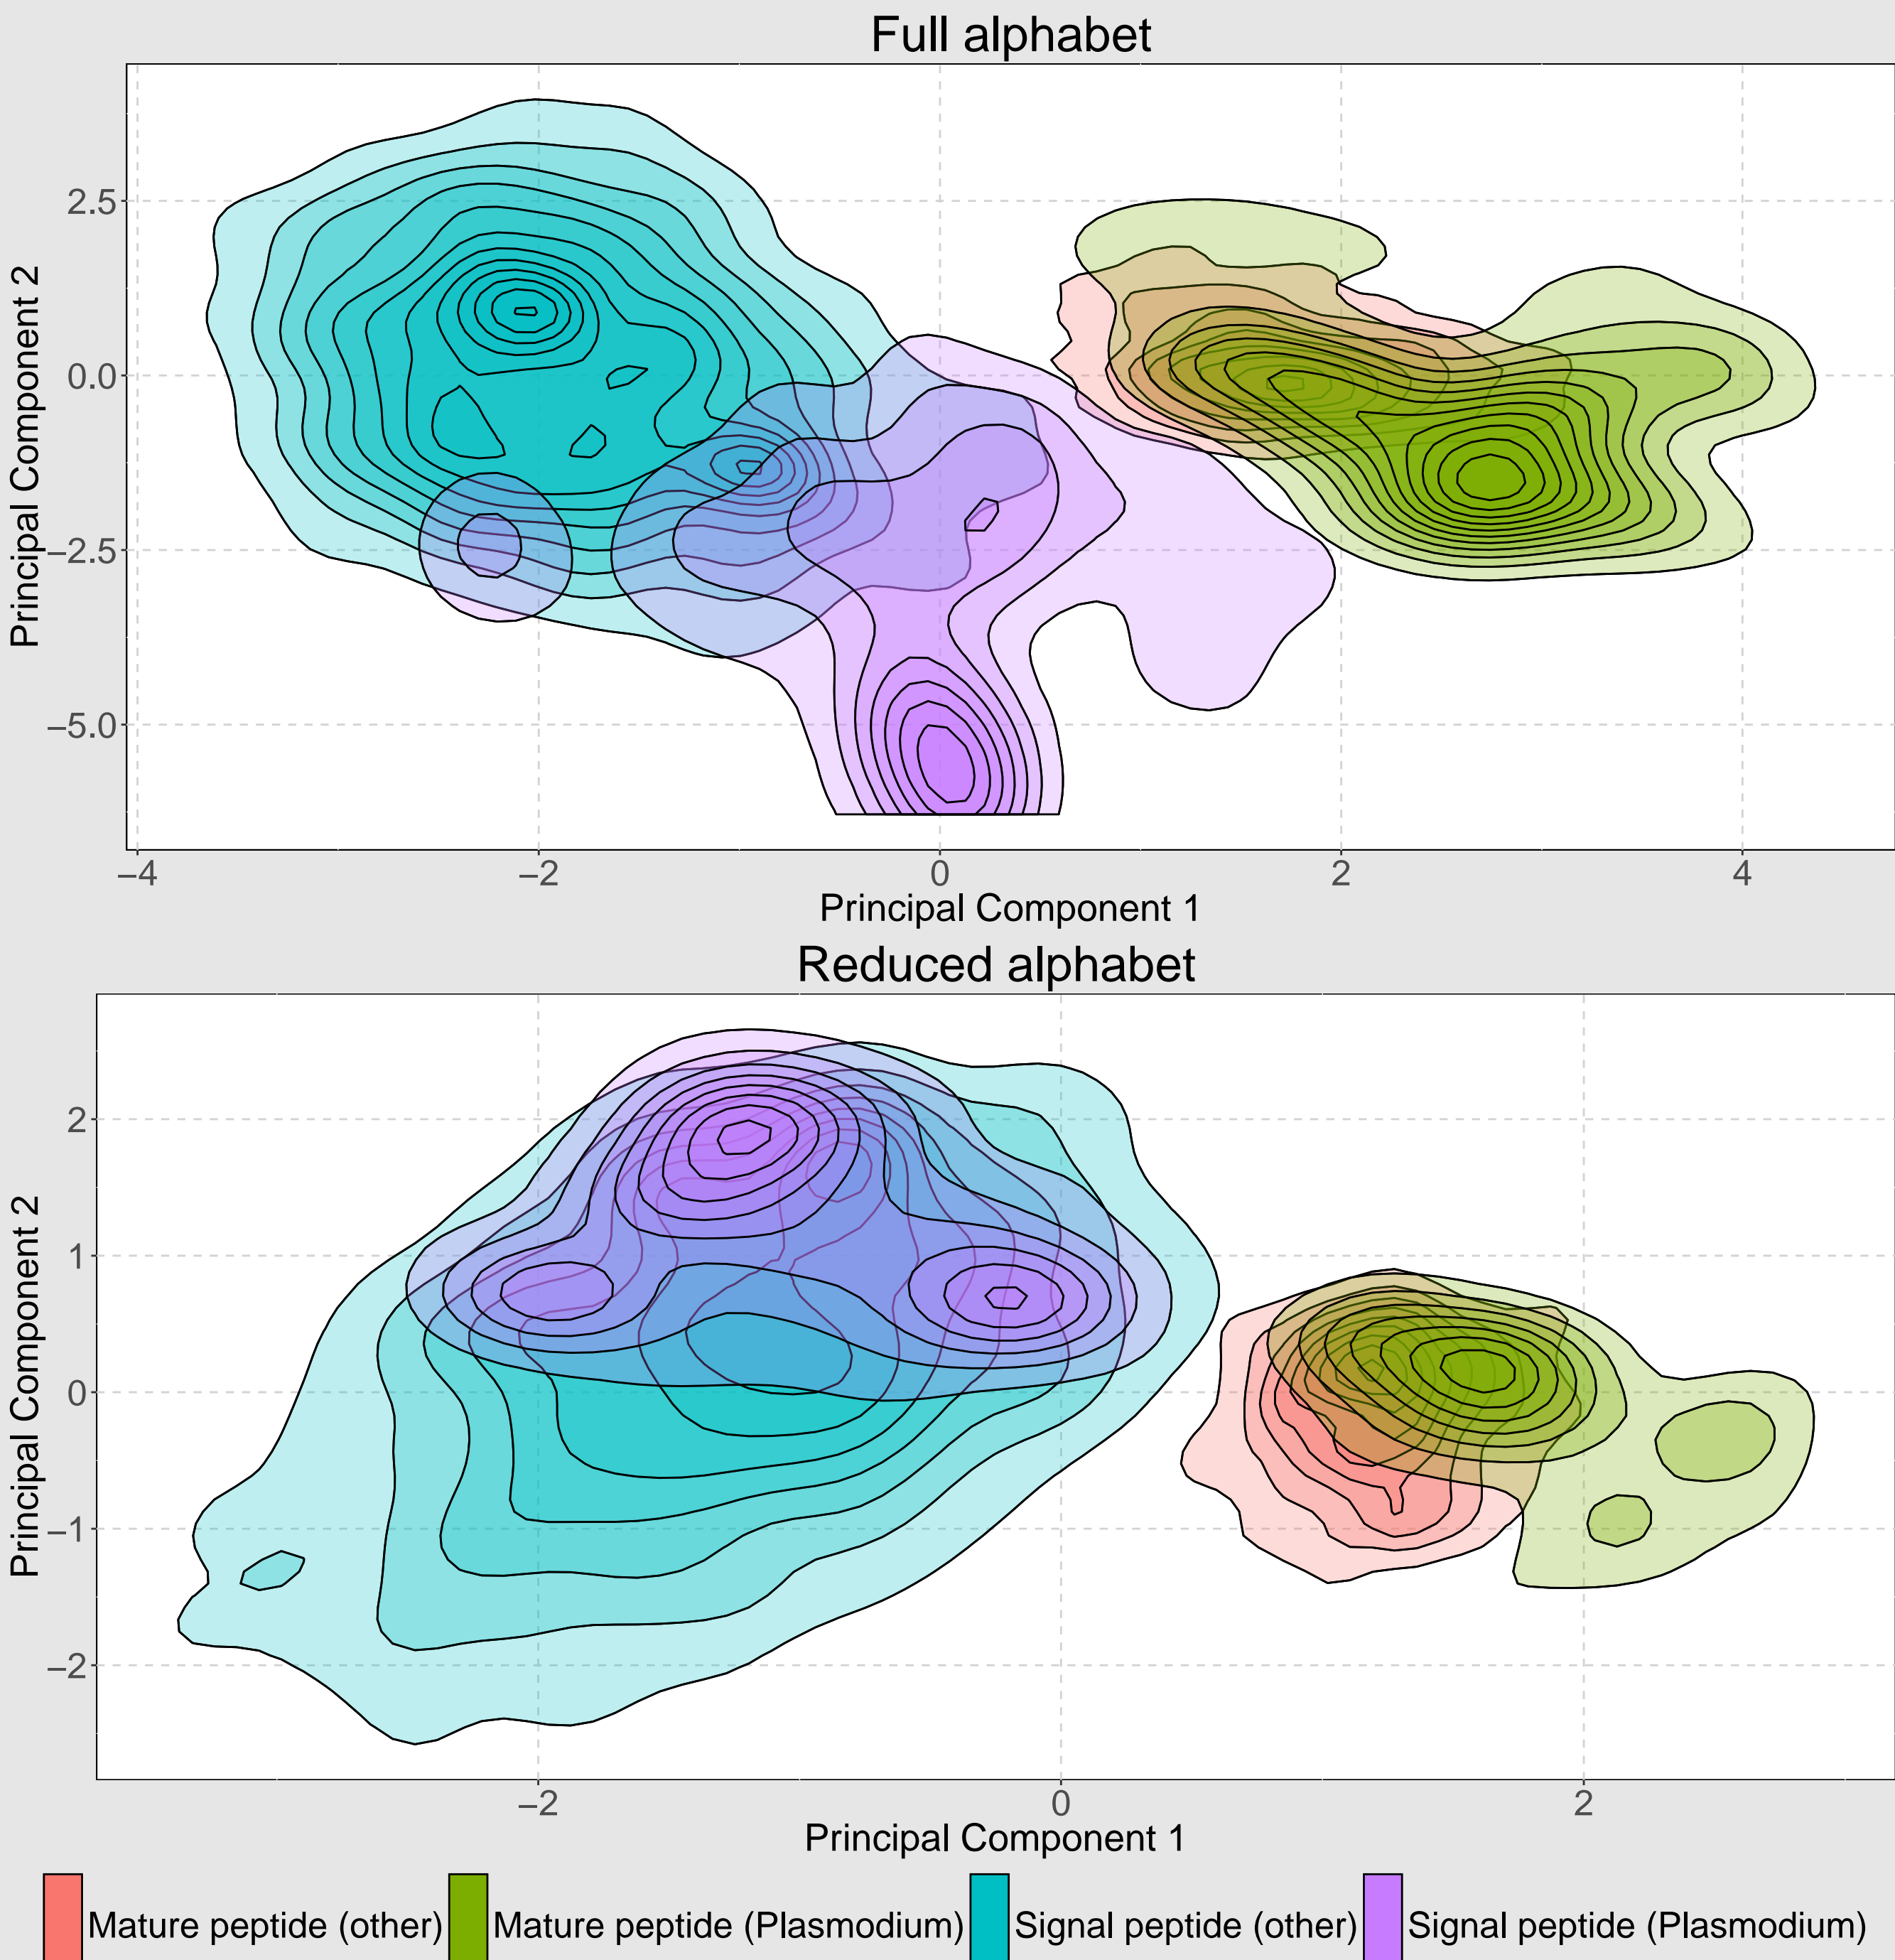 Full alphabet
Principal Component 2
2.5
0.0
−2.5
−5.0
−4 −2 0 2 4
Principal Component 1
Reduced alphabet
Principal Component 2
2
1
0
−1
−2
−2 0 2
Principal Component 1
Mature peptide (other) Mature peptide (Plasmodium) Signal peptide (other) Signal peptide (Plasmodium)